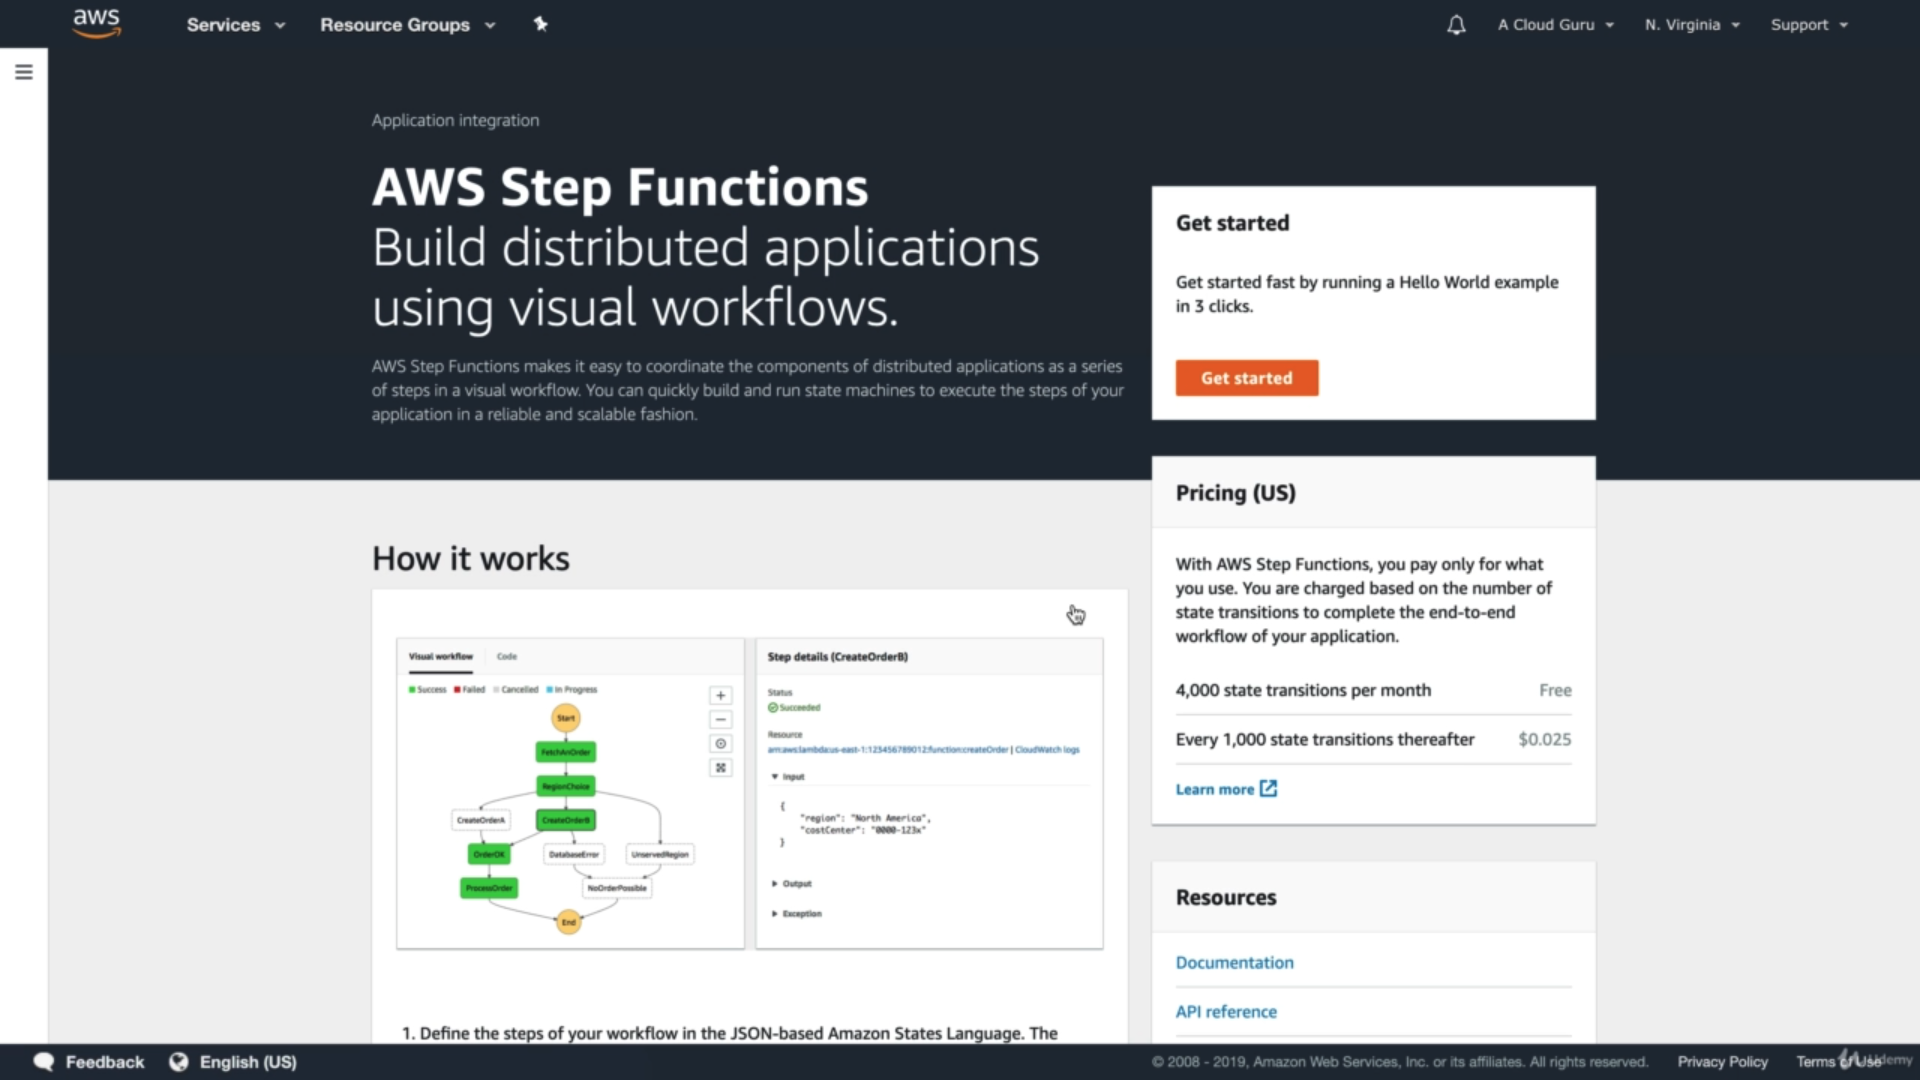 aws
Services
Resource Groups
A Cloud Guru
N. Virginia
Support
Application integration
AWS Step Functions
Build distributed applications
using visual workflows.
AWS Step Functions makes it easy to coordinate the components of distributed applications as a series
of steps in a visual workflow. You can quickly build and run state machines to execute the steps of your
application in a reliable and scalable fashion.
Get started
Get started fast by running a Hello World example
in 3 clicks.
Get started
Pricing (US)
With AWS Step Functions, you pay only for what
you use. You are charged based on the number of
state transitions to complete the end-to-end
workflow of your application.
4,000 state transitions per month Free
Every 1,000 state transitions thereafter $0.025
Learn more
Resources
Documentation
API reference
How it works
Visual workflow Code
Success Failed Cancelled In Progress
Start
FetchAnOrder
RegionChoice
CreateOrderA CreateOrderB
OrderOK DatabaseError UnservedRegion
ProcessOrder NoOrderPossible
End
Step details (CreateOrderB)
Status
Succeeded
Resource
arn:aws:lambda:us-east-1:123456789012:function:createOrder | CloudWatch logs
Input
{
"region": "North America",
"costCenter": "0000-123x"
}
Output
Exception
1. Define the steps of your workflow in the JSON-based Amazon States Language. The
Feedback
English (US)
© 2008 - 2019, Amazon Web Services, Inc. or its affiliates. All rights reserved.
Privacy Policy
Terms of Use